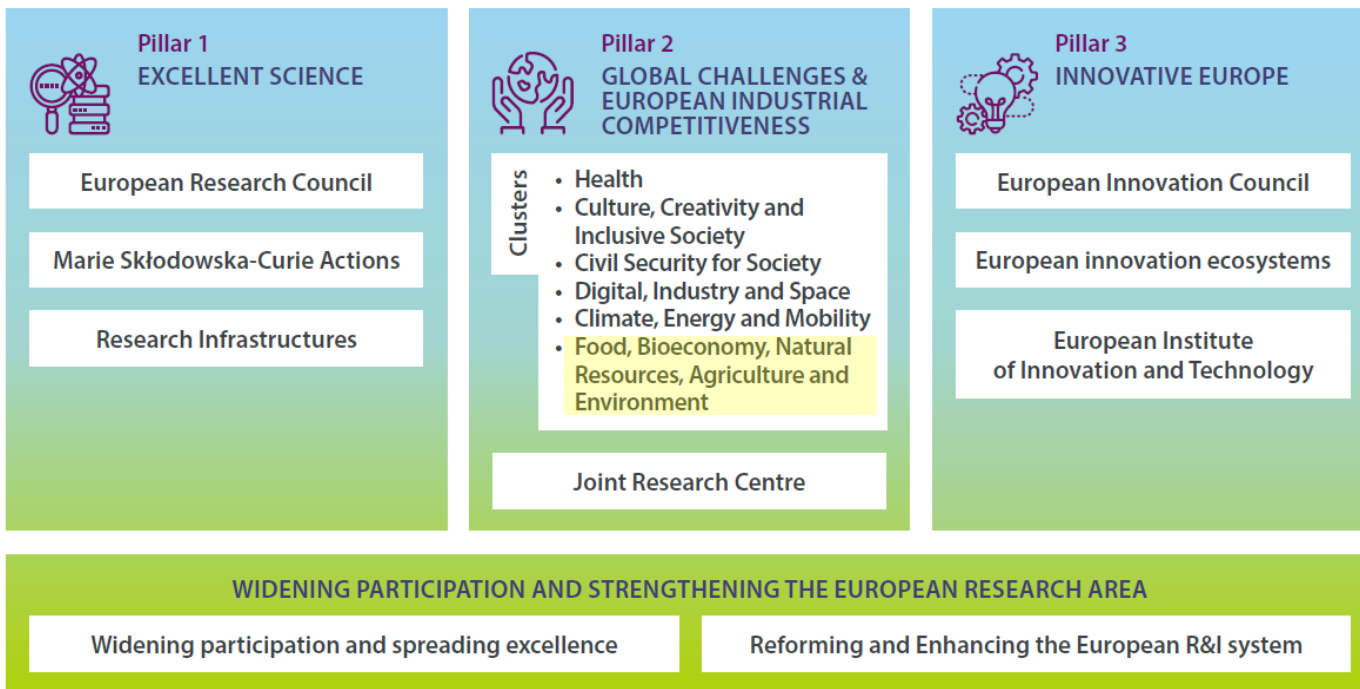 Pillar 1
EXCELLENT SCIENCE
European Research Council
Marie Skłodowska-Curie Actions
Research Infrastructures
Pillar 2
GLOBAL CHALLENGES &
EUROPEAN INDUSTRIAL
COMPETITIVENESS
Clusters
• Health
• Culture, Creativity and
Inclusive Society
• Civil Security for Society
• Digital, Industry and Space
• Climate, Energy and Mobility
• Food, Bioeconomy, Natural
Resources, Agriculture and
Environment
Joint Research Centre
Pillar 3
INNOVATIVE EUROPE
European Innovation Council
European innovation ecosystems
European Institute
of Innovation and Technology
WIDENING PARTICIPATION AND STRENGTHENING THE EUROPEAN RESEARCH AREA
Widening participation and spreading excellence
Reforming and Enhancing the European R&I system